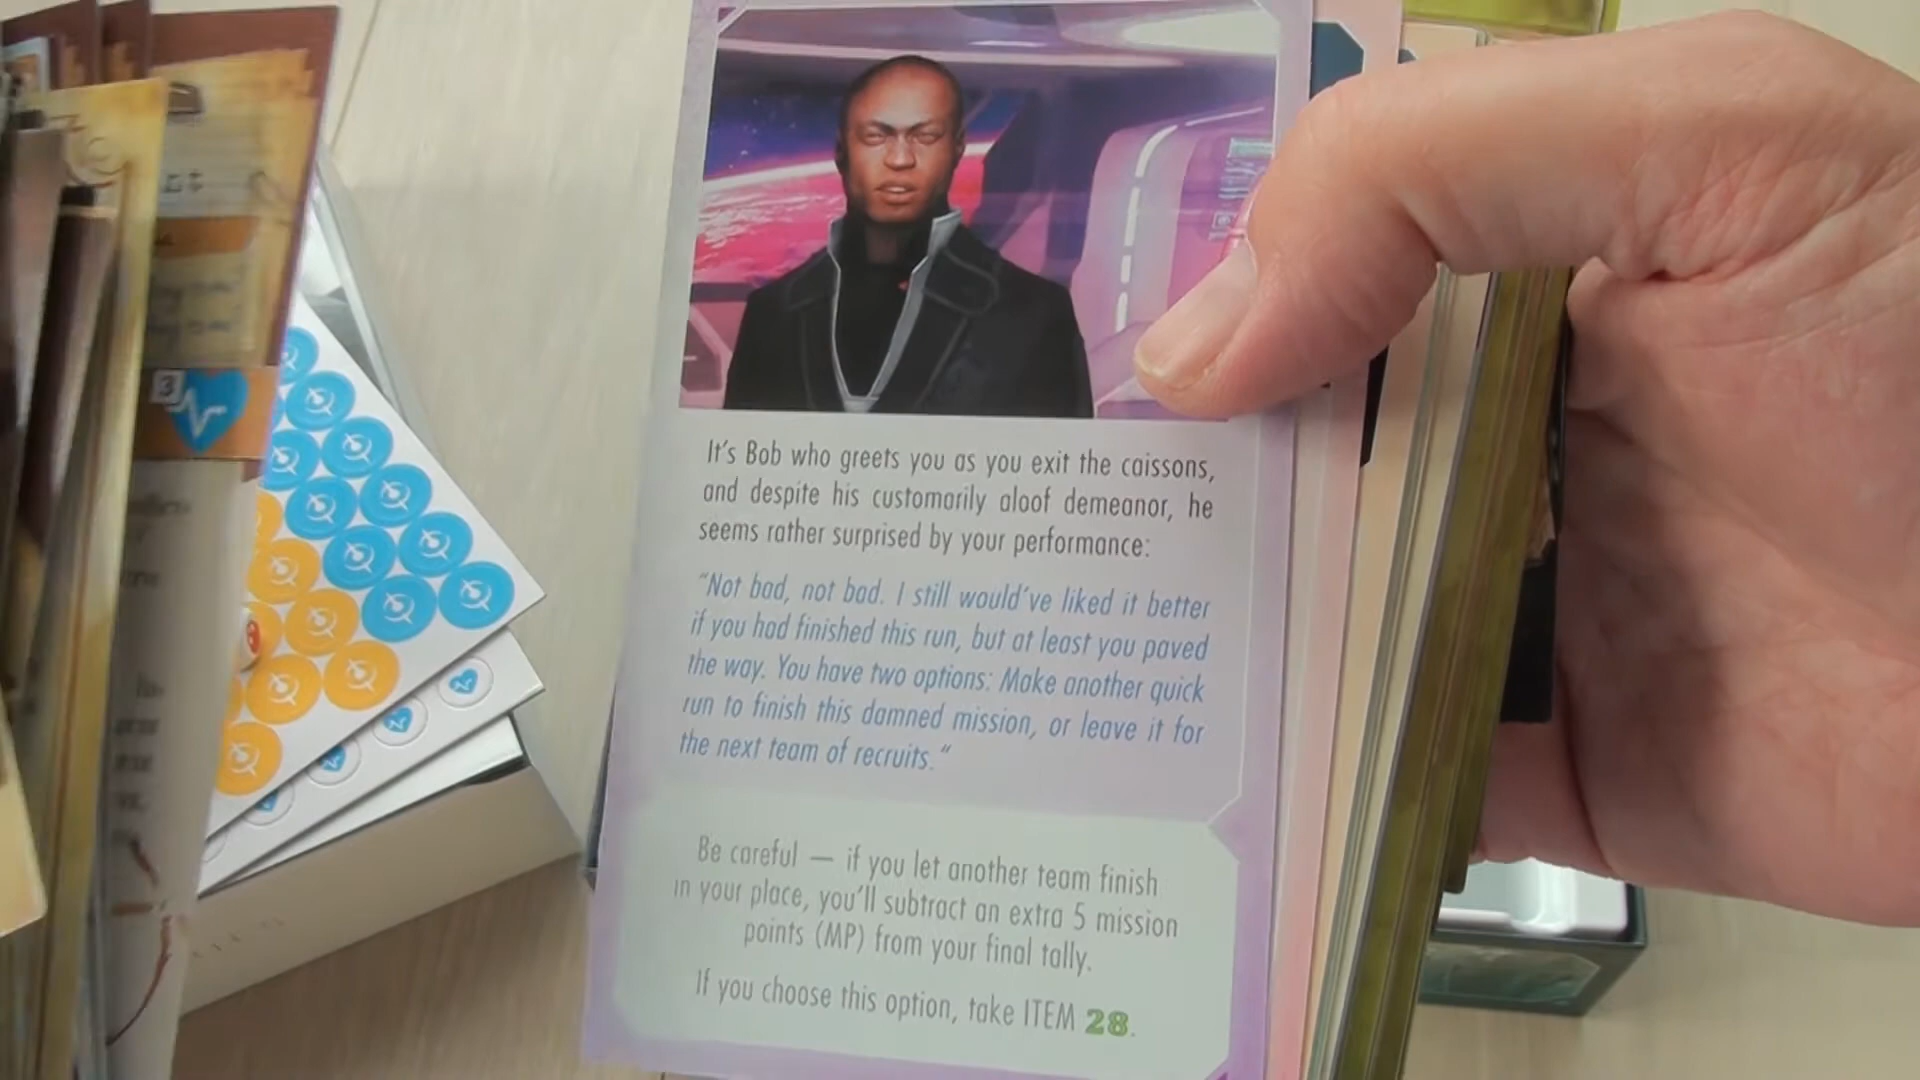 It's Bob who greets you as you exit the caissons,
and despite his customarily aloof demeanor, he
seems rather surprised by your performance:
"Not bad, not bad. I still would've liked it better
if you had finished this run, but at least you paved
the way. You have two options: Make another quick
run to finish this damned mission, or leave it for
the next team of recruits."
Be careful — if you let another team finish
in your place, you'll subtract an extra 5 mission
points (MP) from your final tally.
If you choose this option, take ITEM 28.
3